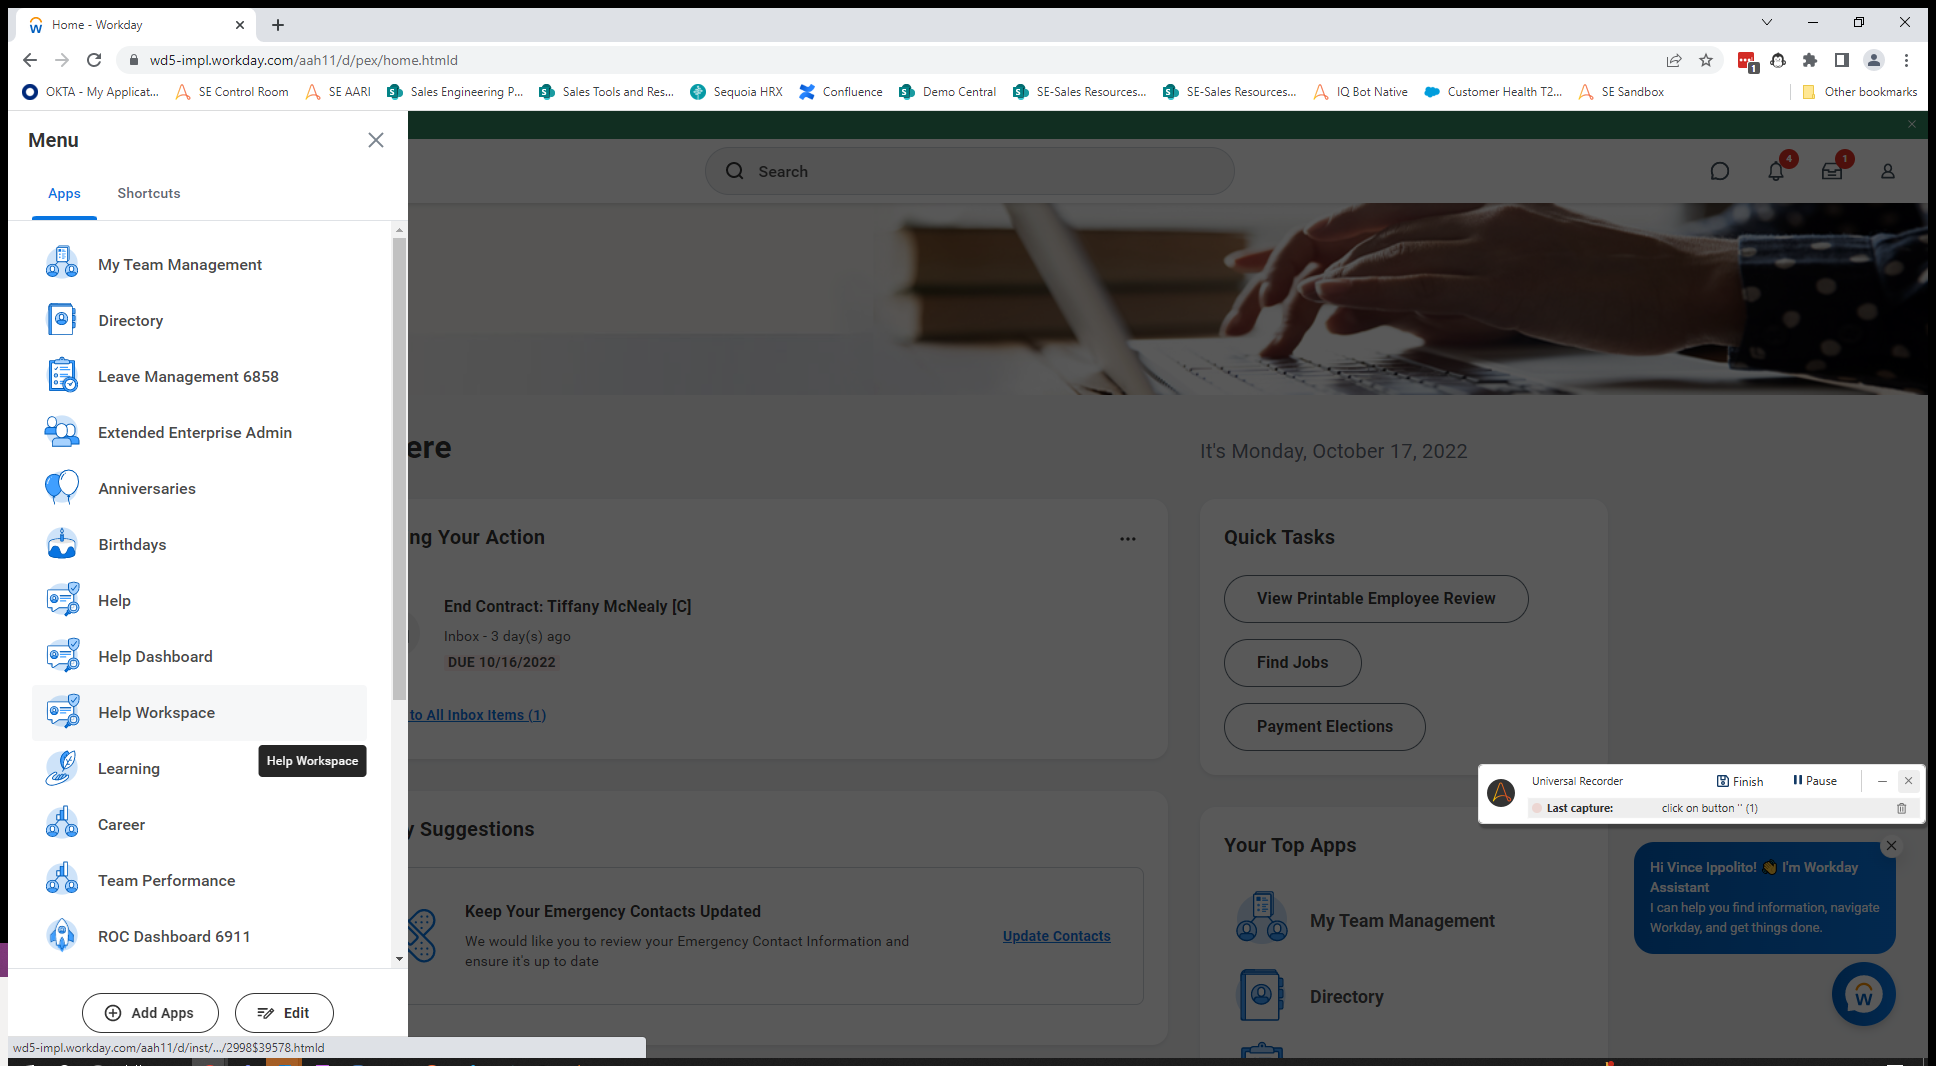 Home - Workday
wd5-impl.workday.com/aah11/d/pex/home.htmld
1
OKTA - My Applicat...
SE Control Room
SE AARI
Sales Engineering P...
Sales Tools and Res...
Sequoia HRX
Confluence
Demo Central
SE-Sales Resources...
SE-Sales Resources...
IQ Bot Native
Customer Health T2...
SE Sandbox
Other bookmarks
Menu
Apps
Shortcuts
Search
4
1
My Team Management
Directory
Leave Management 6858
Extended Enterprise Admin
Anniversaries
Birthdays
Help
Help Dashboard
Help Workspace
Help Workspace
Learning
Career
Team Performance
ROC Dashboard 6911
Add Apps
Edit
wd5-impl.workday.com/aah11/d/inst/.../2998$39578.htmld
ere
It's Monday, October 17, 2022
ng Your Action
End Contract: Tiffany McNealy [C]
Inbox - 3 day(s) ago
DUE 10/16/2022
to All Inbox Items (1)
y Suggestions
Keep Your Emergency Contacts Updated
We would like you to review your Emergency Contact Information and
ensure it's up to date
Update Contacts
Quick Tasks
View Printable Employee Review
Find Jobs
Payment Elections
Your Top Apps
My Team Management
Directory
Universal Recorder
Finish
Pause
Last capture:
click on button '' (1)
Hi Vince Ippolito! 👋 I'm Workday
Assistant
I can help you find information, navigate
Workday, and get things done.